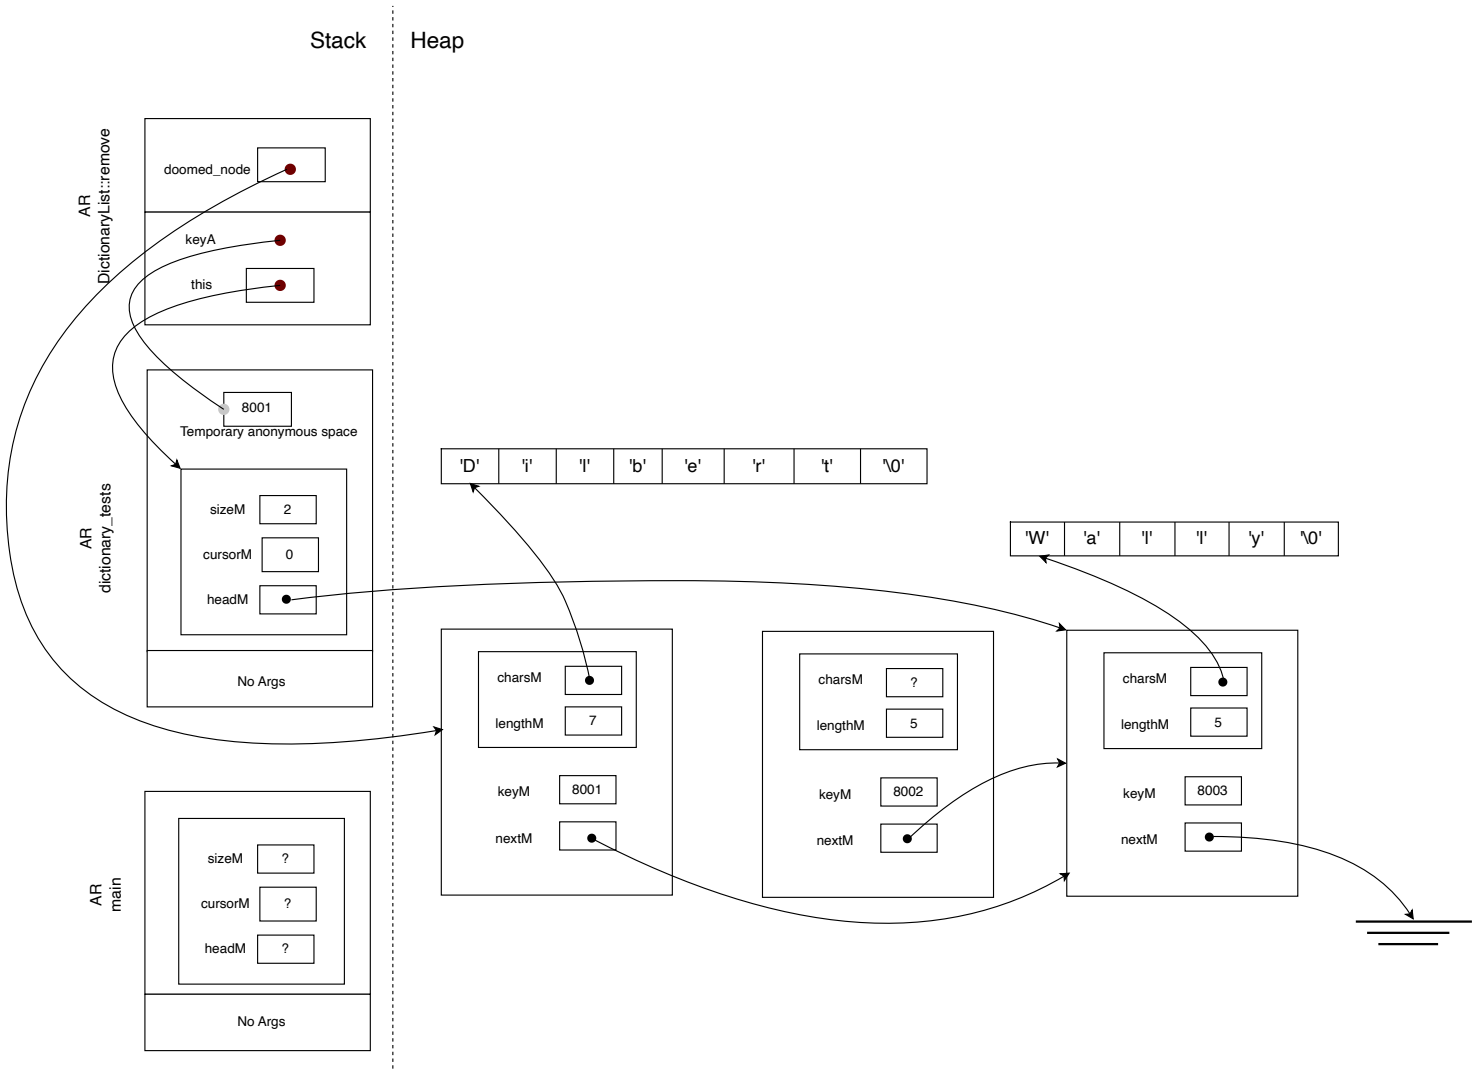 Stack
Heap
AR
DictionaryList::remove
doomed_node
keyA
this
8001
Temporary anonymous space
AR
dictionary_tests
sizeM
2
cursorM
0
headM
No Args
'D' 'i' 'l' 'b' 'e' 'r' 't' '\0'
'W' 'a' 'l' 'l' 'y' '\0'
charsM
lengthM
7
keyM
8001
nextM
charsM
?
lengthM
5
keyM
8002
nextM
charsM
lengthM
5
keyM
8003
nextM
AR
main
sizeM
?
cursorM
?
headM
?
No Args